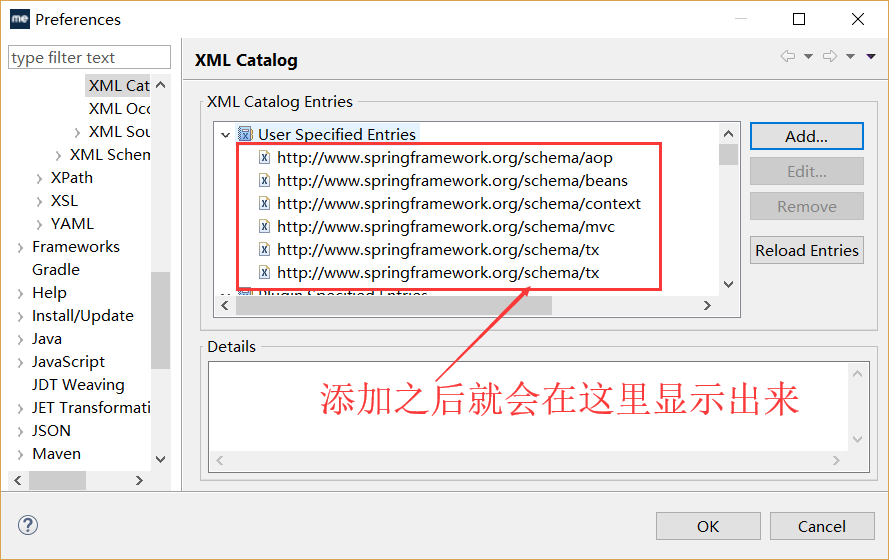 me Preferences
type filter text
XML Cat
XML Occ
XML Sou
XML Schem
XPath
XSL
YAML
Frameworks
Gradle
Help
Install/Update
Java
JavaScript
JDT Weaving
JET Transformati
JSON
Maven
XML Catalog
XML Catalog Entries
User Specified Entries
http://www.springframework.org/schema/aop
http://www.springframework.org/schema/beans
http://www.springframework.org/schema/context
http://www.springframework.org/schema/mvc
http://www.springframework.org/schema/tx
http://www.springframework.org/schema/tx
Plugin Specified Entries
Add...
Edit...
Remove
Reload Entries
Details
添加之后就会在这里显示出来
?
OK
Cancel